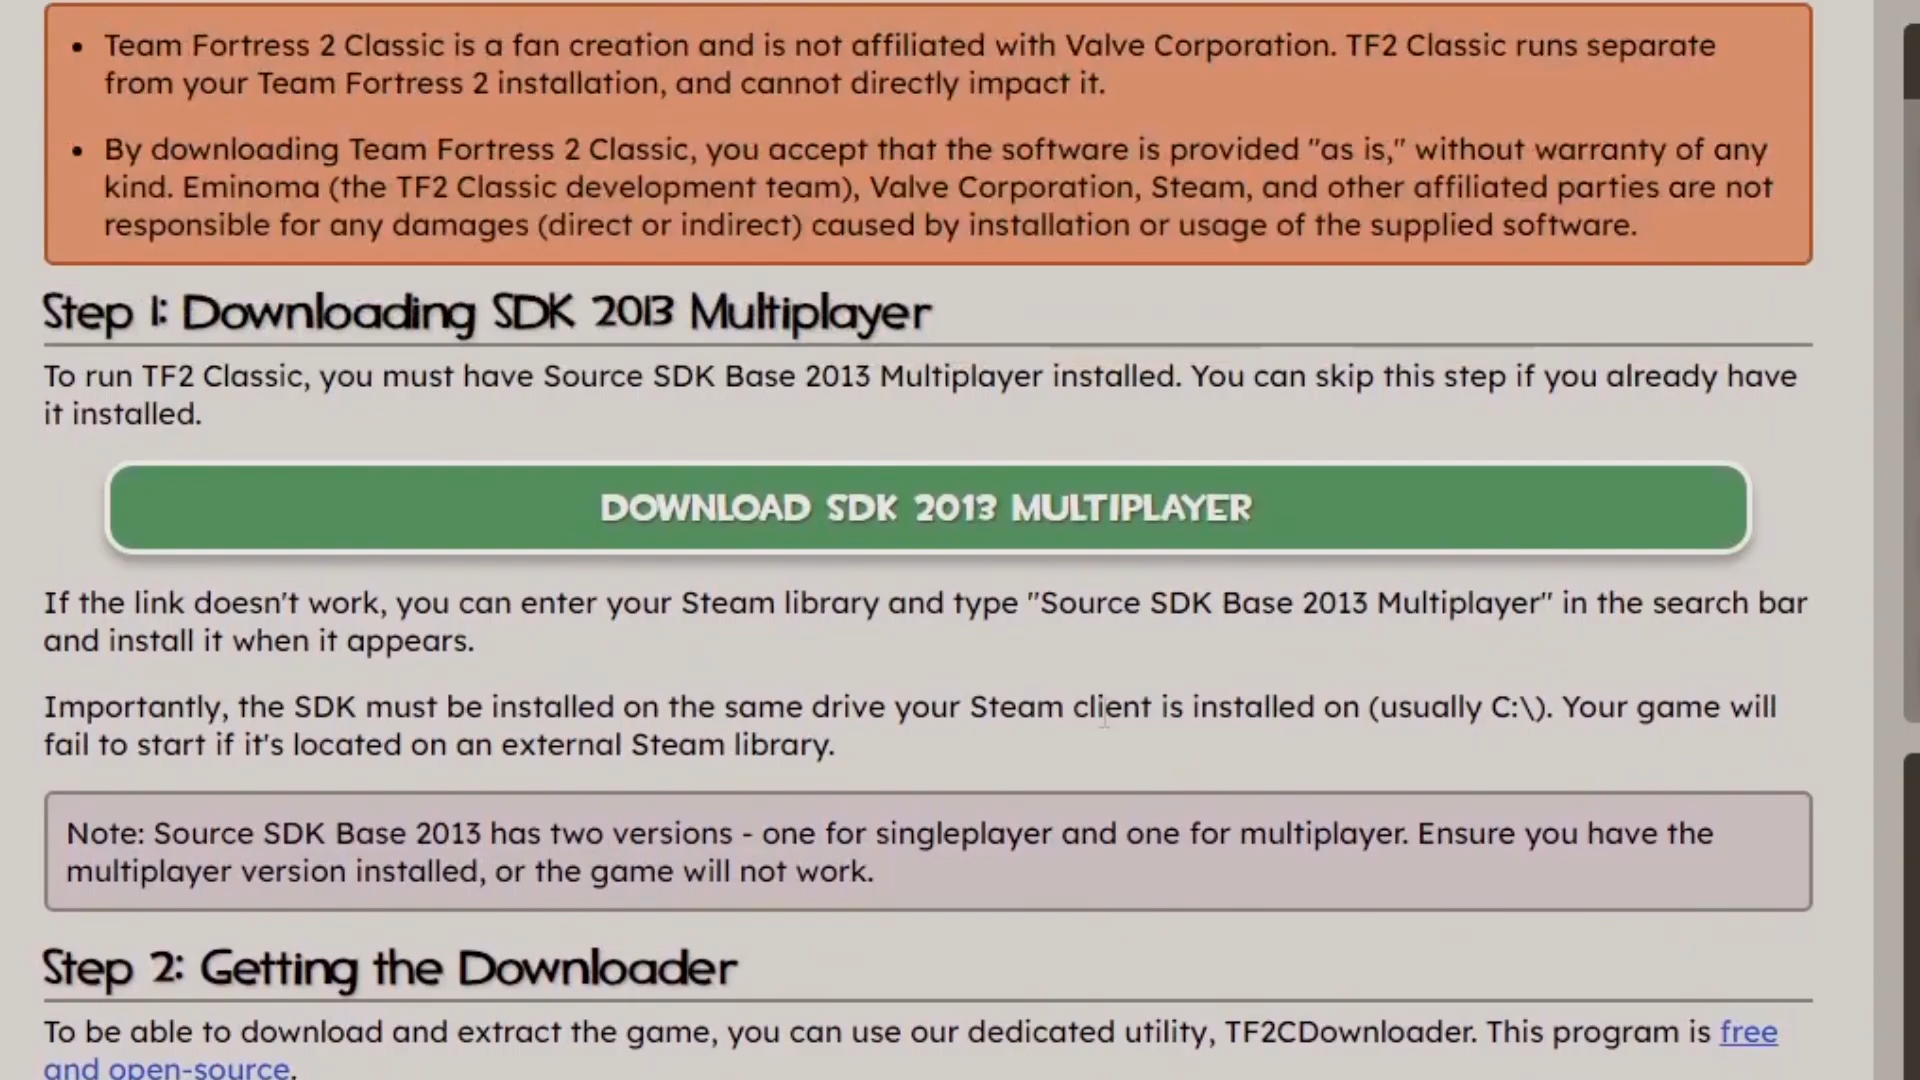 Team Fortress 2 Classic is a fan creation and is not affiliated with Valve Corporation. TF2 Classic runs separate
from your Team Fortress 2 installation, and cannot directly impact it.
By downloading Team Fortress 2 Classic, you accept that the software is provided "as is," without warranty of any
kind. Eminoma (the TF2 Classic development team), Valve Corporation, Steam, and other affiliated parties are not
responsible for any damages (direct or indirect) caused by installation or usage of the supplied software.
Step 1: Downloading SDK 2013 Multiplayer
To run TF2 Classic, you must have Source SDK Base 2013 Multiplayer installed. You can skip this step if you already have
it installed.
DOWNLOAD SDK 2013 MULTIPLAYER
If the link doesn't work, you can enter your Steam library and type "Source SDK Base 2013 Multiplayer" in the search bar
and install it when it appears.
Importantly, the SDK must be installed on the same drive your Steam client is installed on (usually C:\). Your game will
fail to start if it's located on an external Steam library.
Note: Source SDK Base 2013 has two versions - one for singleplayer and one for multiplayer. Ensure you have the
multiplayer version installed, or the game will not work.
Step 2: Getting the Downloader
To be able to download and extract the game, you can use our dedicated utility, TF2CDownloader. This program is free
and open-source.